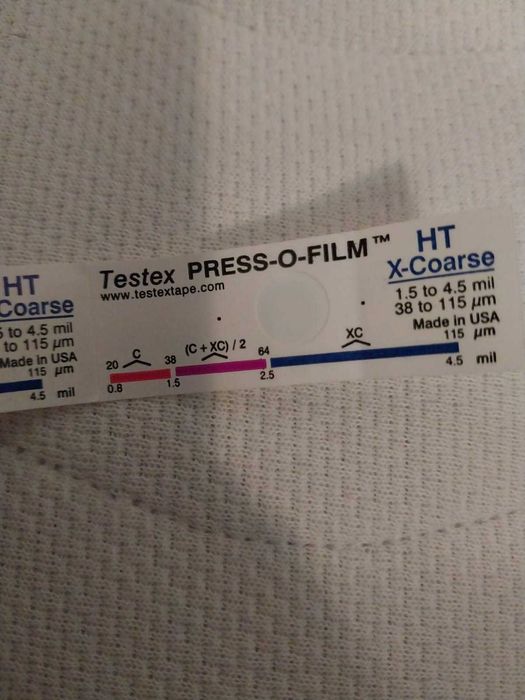 HT
Coarse
to 4.5 mil
to 115 µm
Made in USA
115 µm
4.5 mil
Testex PRESS-O-FILM™
www.testextape.com
C
20 38
0.8 1.5
(C + XC) / 2
64
2.5
XC
HT
X-Coarse
1.5 to 4.5 mil
38 to 115 µm
Made in USA
115 µm
4.5 mil